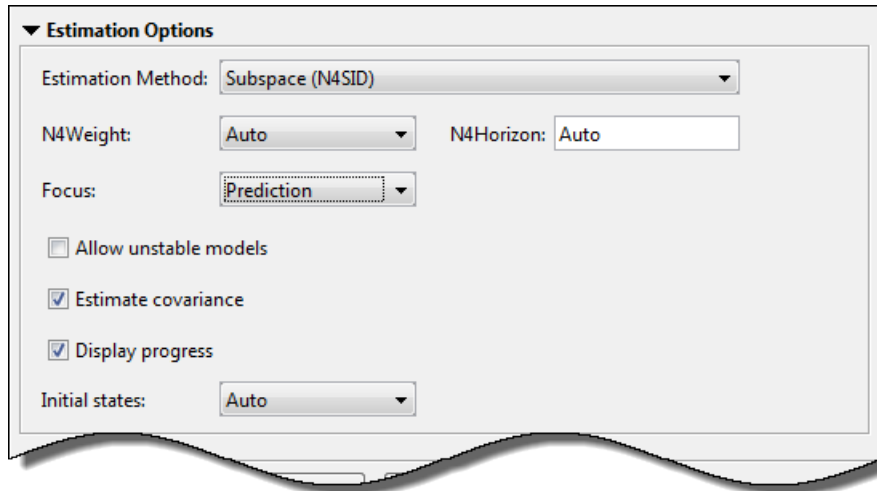 Estimation Options
Estimation Method: Subspace (N4SID)
N4Weight: Auto N4Horizon: Auto
Focus: Prediction
Allow unstable models
Estimate covariance
Display progress
Initial states: Auto